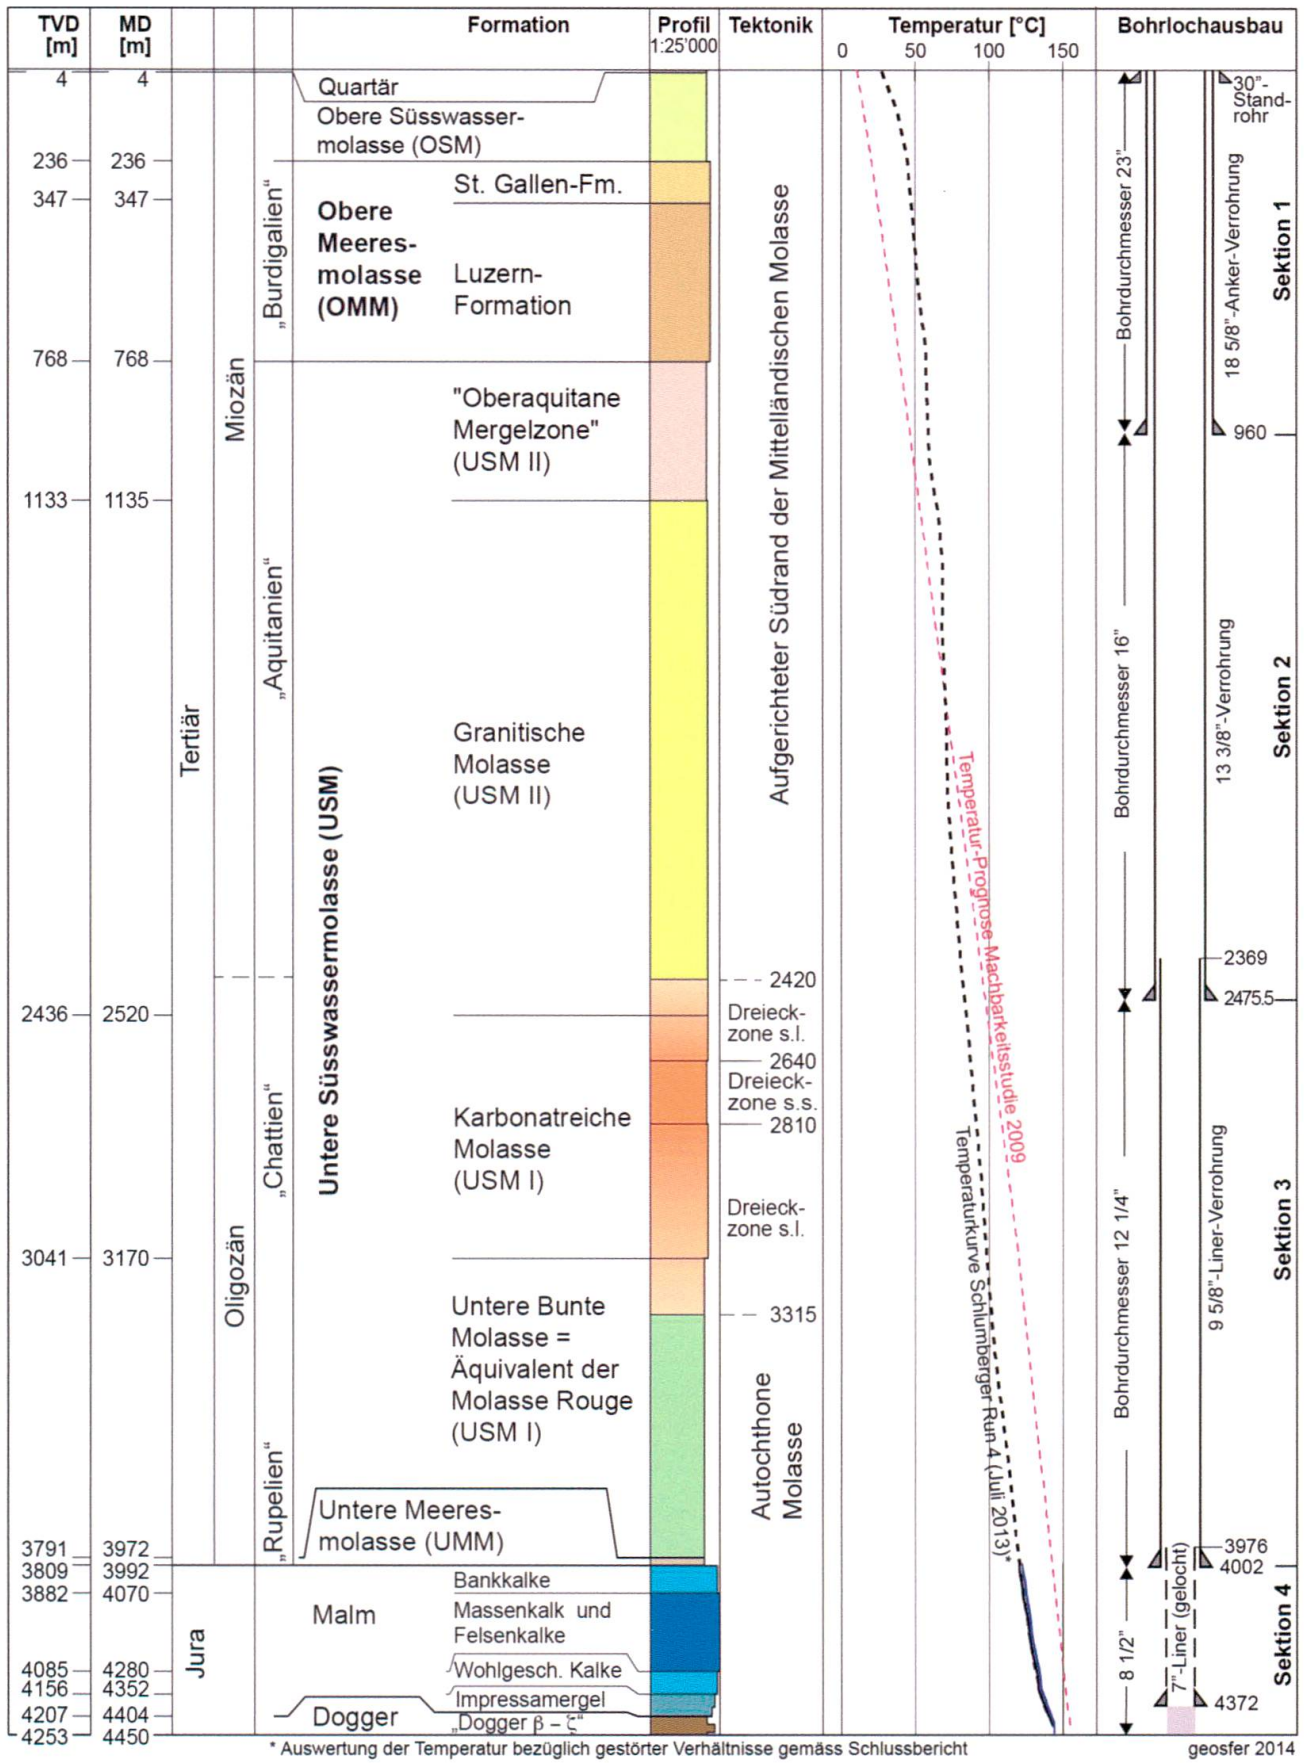 TVD
[m]
MD
[m]
Formation
Profil
1:25'000
Tektonik
Temperatur [°C]
0 50 100 150
Bohrlochausbau
4
236
347
768
1133
2436
3041
3791
3809
3882
4085
4156
4207
4253
4
236
347
768
1135
2520
3170
3972
3992
4070
4280
4352
4404
4450
Tertiär
Jura
Miozän
Oligozän
„Burdigalien“
„Aquitanien“
„Chattien“
„Rupelien“
Quartär
Obere Süsswasser-
molasse (OSM)
Obere
Meeres-
molasse
(OMM)
St. Gallen-Fm.
Luzern-
Formation
Untere Süsswassermolasse (USM)
"Oberaquitane
Mergelzone"
(USM II)
Granitische
Molasse
(USM II)
Karbonatreiche
Molasse
(USM I)
Untere Bunte
Molasse =
Äquivalent der
Molasse Rouge
(USM I)
Untere Meeres-
molasse (UMM)
Malm
Bankkalke
Massenkalk und
Felsenkalke
Wohlgesch. Kalke
Impressamergel
Dogger
„Dogger β – ζ“
Aufgerichteter Südrand der Mittelländischen Molasse
2420
Dreieck-
zone s.l.
2640
Dreieck-
zone s.s.
2810
Dreieck-
zone s.l.
3315
Autochthone
Molasse
Temperatur-Prognose Machbarkeitsstudie 2009
Temperaturkurve Schlumberger Run 4 (Juli 2013)*
Bohrdurchmesser 23"
Bohrdurchmesser 16"
Bohrdurchmesser 12 1/4"
8 1/2"
30"-
Stand-
rohr
18 5/8"-Anker-Verrohrung
960
13 3/8"-Verrohrung
2369
2475.5
9 5/8"-Liner-Verrohrung
3976
4002
7"-Liner (gelocht)
4372
Sektion 1
Sektion 2
Sektion 3
Sektion 4
* Auswertung der Temperatur bezüglich gestörter Verhältnisse gemäss Schlussbericht
geosfer 2014